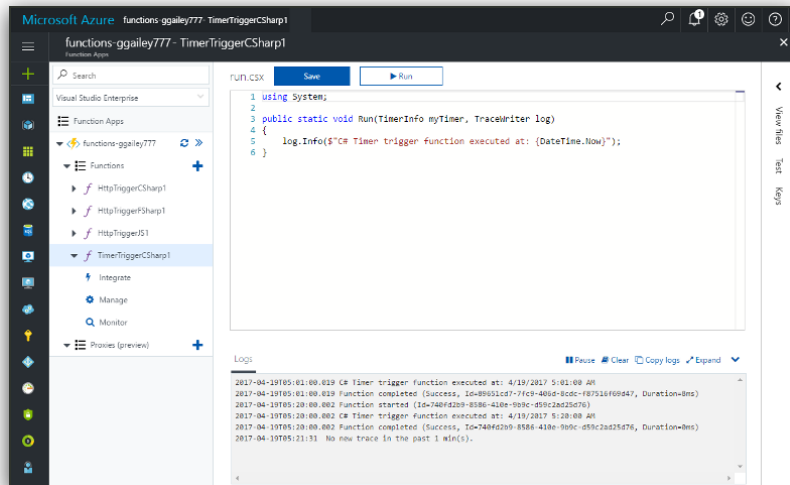 Microsoft Azure functions-ggailey777 - TimerTriggerCSharp1
1
functions-ggailey777 - TimerTriggerCSharp1
Function Apps
Search
Visual Studio Enterprise
Function Apps
functions-ggailey777
Functions
HttpTriggerCSharp1
HttpTriggerFSharp1
HttpTriggerJS1
TimerTriggerCSharp1
Integrate
Manage
Monitor
Proxies (preview)
run.csx Save Run
1 using System;
2
3 public static void Run(TimerInfo myTimer, TraceWriter log)
4 {
5 log.Info($"C# Timer trigger function executed at: {DateTime.Now}");
6 }
View files
Test
Keys
Logs Pause Clear Copy logs Expand
2017-04-19T05:01:00.019 C# Timer trigger function executed at: 4/19/2017 5:01:00 AM
2017-04-19T05:01:00.019 Function completed (Success, Id=89651cd7-7fc9-406d-8cdc-f87516f69d47, Duration=8ms)
2017-04-19T05:20:00.002 Function started (Id=740fd2b9-8586-410e-9b9c-d59c2ad25d76)
2017-04-19T05:20:00.002 C# Timer trigger function executed at: 4/19/2017 5:20:00 AM
2017-04-19T05:20:00.002 Function completed (Success, Id=740fd2b9-8586-410e-9b9c-d59c2ad25d76, Duration=0ms)
2017-04-19T05:21:31 No new trace in the past 1 min(s).